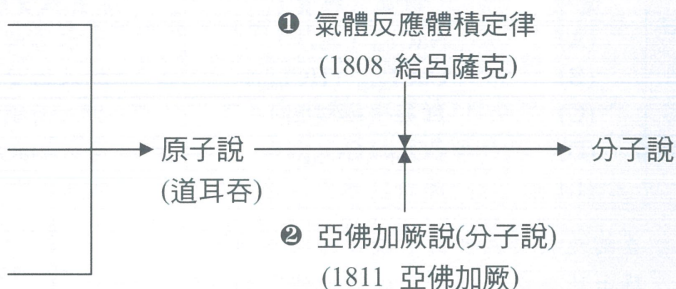 ❶ 氣體反應體積定律
(1808 給呂薩克)
原子說
(道耳吞)
分子說
❷ 亞佛加厥說(分子說)
(1811 亞佛加厥)